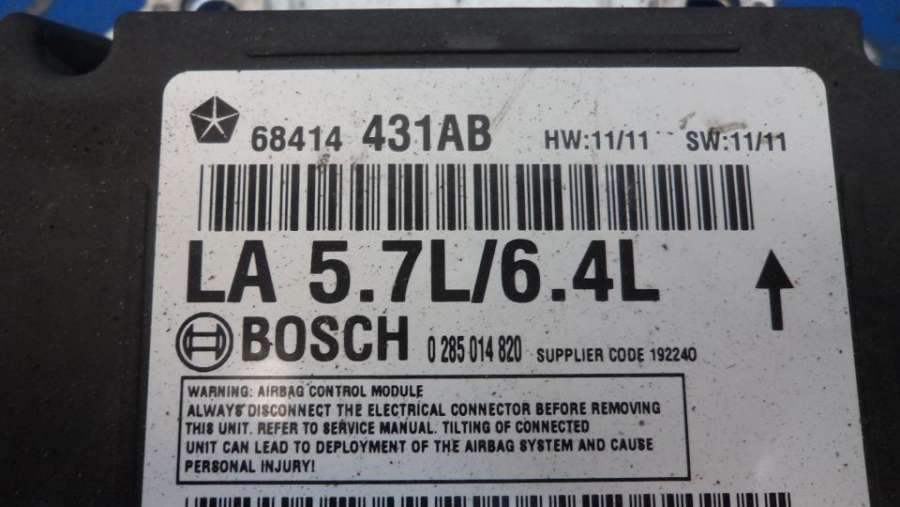 68414 431AB HW:11/11 SW:11/11
LA 5.7L/6.4L
BOSCH 0 285 014 820 SUPPLIER CODE 192240
WARNING: AIRBAG CONTROL MODULE
ALWAYS DISCONNECT THE ELECTRICAL CONNECTOR BEFORE REMOVING
THIS UNIT. REFER TO SERVICE MANUAL. TILTING OF CONNECTED
UNIT CAN LEAD TO DEPLOYMENT OF THE AIRBAG SYSTEM AND CAUSE
PERSONAL INJURY!